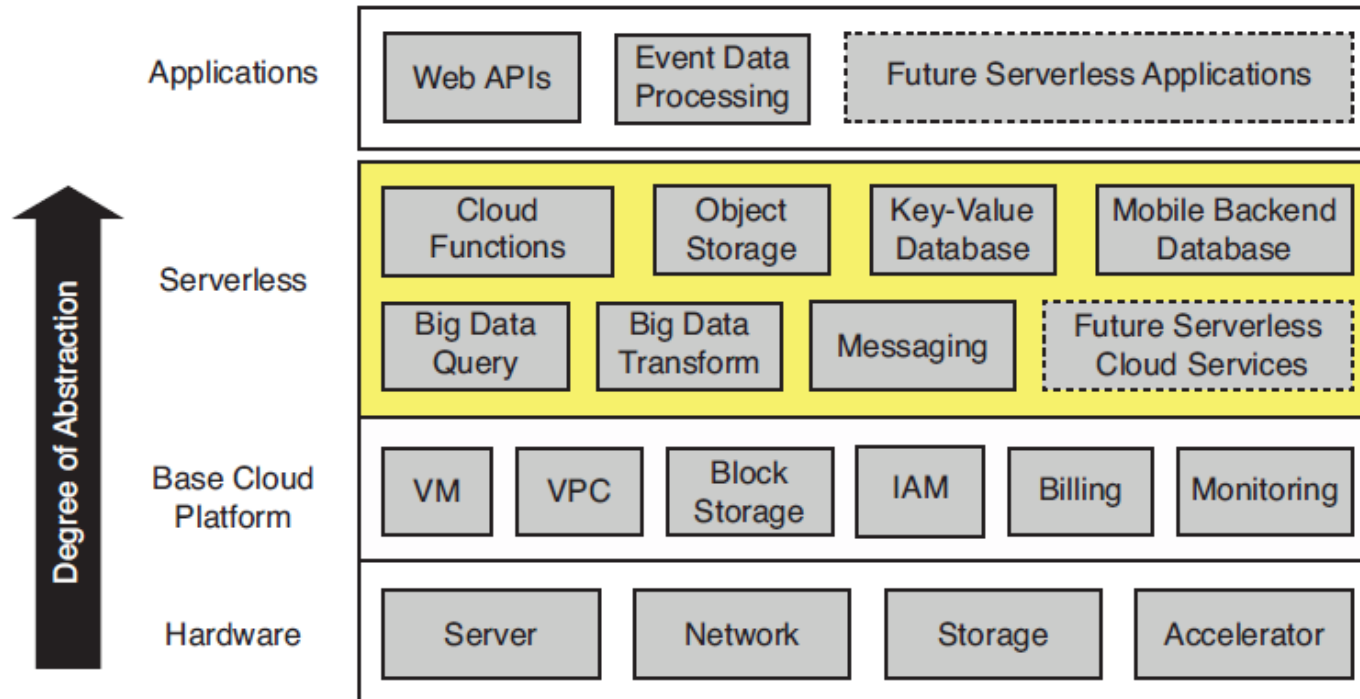 Applications
Web APIs
Event Data
Processing
Future Serverless Applications
Degree of Abstraction
Serverless
Cloud
Functions
Object
Storage
Key-Value
Database
Mobile Backend
Database
Big Data
Query
Big Data
Transform
Messaging
Future Serverless
Cloud Services
Base Cloud
Platform
VM
VPC
Block
Storage
IAM
Billing
Monitoring
Hardware
Server
Network
Storage
Accelerator